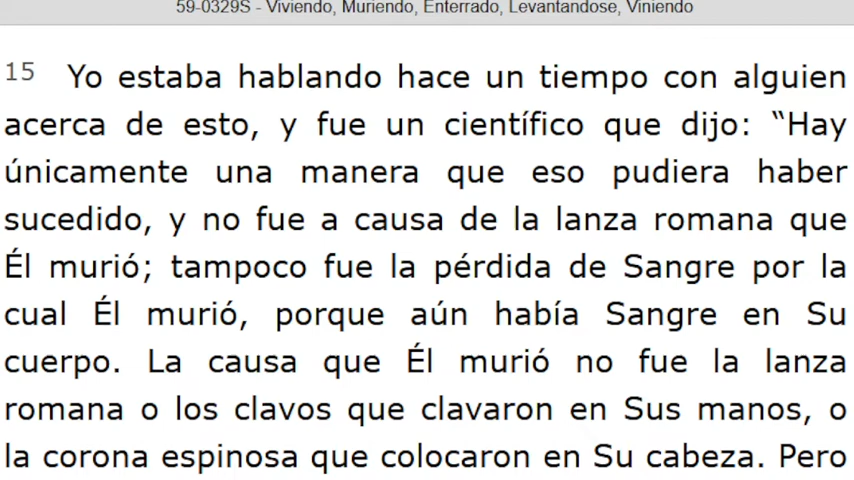 59-0329S - Viviendo, Muriendo, Enterrado, Levantandose, Viniendo
15 Yo estaba hablando hace un tiempo con alguien
acerca de esto, y fue un científico que dijo: “Hay
únicamente una manera que eso pudiera haber
sucedido, y no fue a causa de la lanza romana que
Él murió; tampoco fue la pérdida de Sangre por la
cual Él murió, porque aún había Sangre en Su
cuerpo. La causa que Él murió no fue la lanza
romana o los clavos que clavaron en Sus manos, o
la corona espinosa que colocaron en Su cabeza. Pero